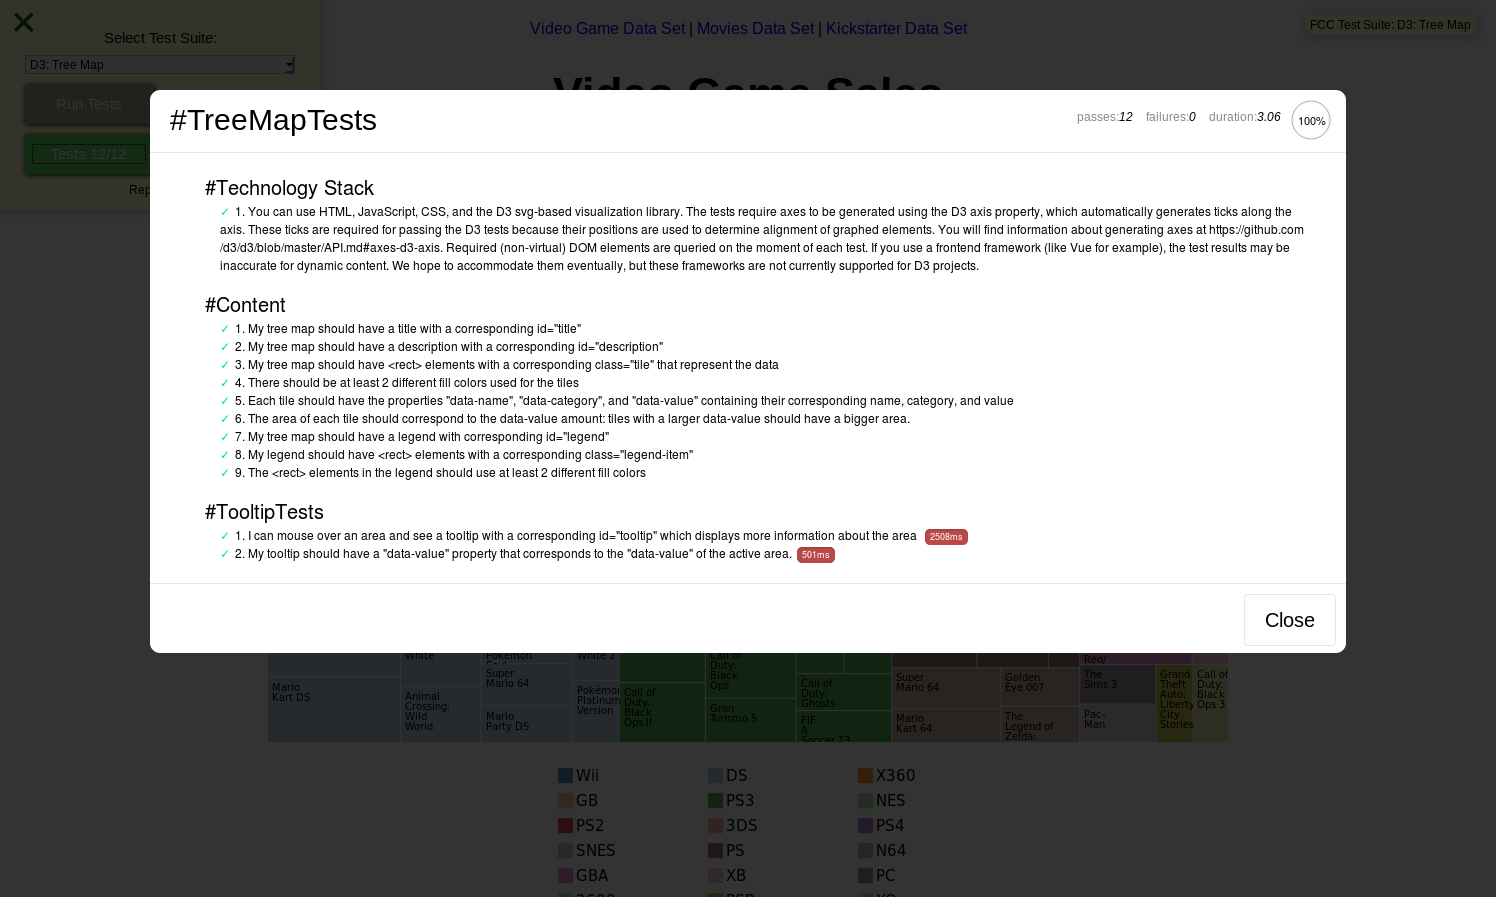 Select Test Suite:
D3: Tree Map
Run Tests
Tests 12/12
Video Game Data Set | Movies Data Set | Kickstarter Data Set
FCC Test Suite: D3: Tree Map
Video Game Sales
#TreeMapTests
passes:12 failures:0 duration:3.06 100%
#Technology Stack
✓ 1. You can use HTML, JavaScript, CSS, and the D3 svg-based visualization library. The tests require axes to be generated using the D3 axis property, which automatically generates ticks along the
axis. These ticks are required for passing the D3 tests because their positions are used to determine alignment of graphed elements. You will find information about generating axes at https://github.com
/d3/d3/blob/master/API.md#axes-d3-axis. Required (non-virtual) DOM elements are queried on the moment of each test. If you use a frontend framework (like Vue for example), the test results may be
inaccurate for dynamic content. We hope to accommodate them eventually, but these frameworks are not currently supported for D3 projects.
#Content
✓ 1. My tree map should have a title with a corresponding id="title"
✓ 2. My tree map should have a description with a corresponding id="description"
✓ 3. My tree map should have <rect> elements with a corresponding class="tile" that represent the data
✓ 4. There should be at least 2 different fill colors used for the tiles
✓ 5. Each tile should have the properties "data-name", "data-category", and "data-value" containing their corresponding name, category, and value
✓ 6. The area of each tile should correspond to the data-value amount: tiles with a larger data-value should have a bigger area.
✓ 7. My tree map should have a legend with corresponding id="legend"
✓ 8. My legend should have <rect> elements with a corresponding class="legend-item"
✓ 9. The <rect> elements in the legend should use at least 2 different fill colors
#TooltipTests
✓ 1. I can mouse over an area and see a tooltip with a corresponding id="tooltip" which displays more information about the area 2508ms
✓ 2. My tooltip should have a "data-value" property that corresponds to the "data-value" of the active area. 501ms
Close
Mario
Kart DS
White
Animal
Crossing:
Wild
World
Super
Mario 64
Mario
Party DS
White 2
Pokémon
Platinum
Version
Call of
Duty:
Black
Ops II
Call of
Duty:
Black
Ops
Gran
Turismo 5
Call of
Duty:
Ghosts
FIF
A
Soccer 13
Super
Mario 64
Mario
Kart 64
Golden
Eye 007
The
Legend of
Zelda:
Red/
The
Sims 3
Pac-
Man
Grand
Theft
Auto:
Liberty
City
Stories
Call of
Duty:
Black
Ops 3
Wii DS X360
GB PS3 NES
PS2 3DS PS4
SNES PS N64
GBA XB PC